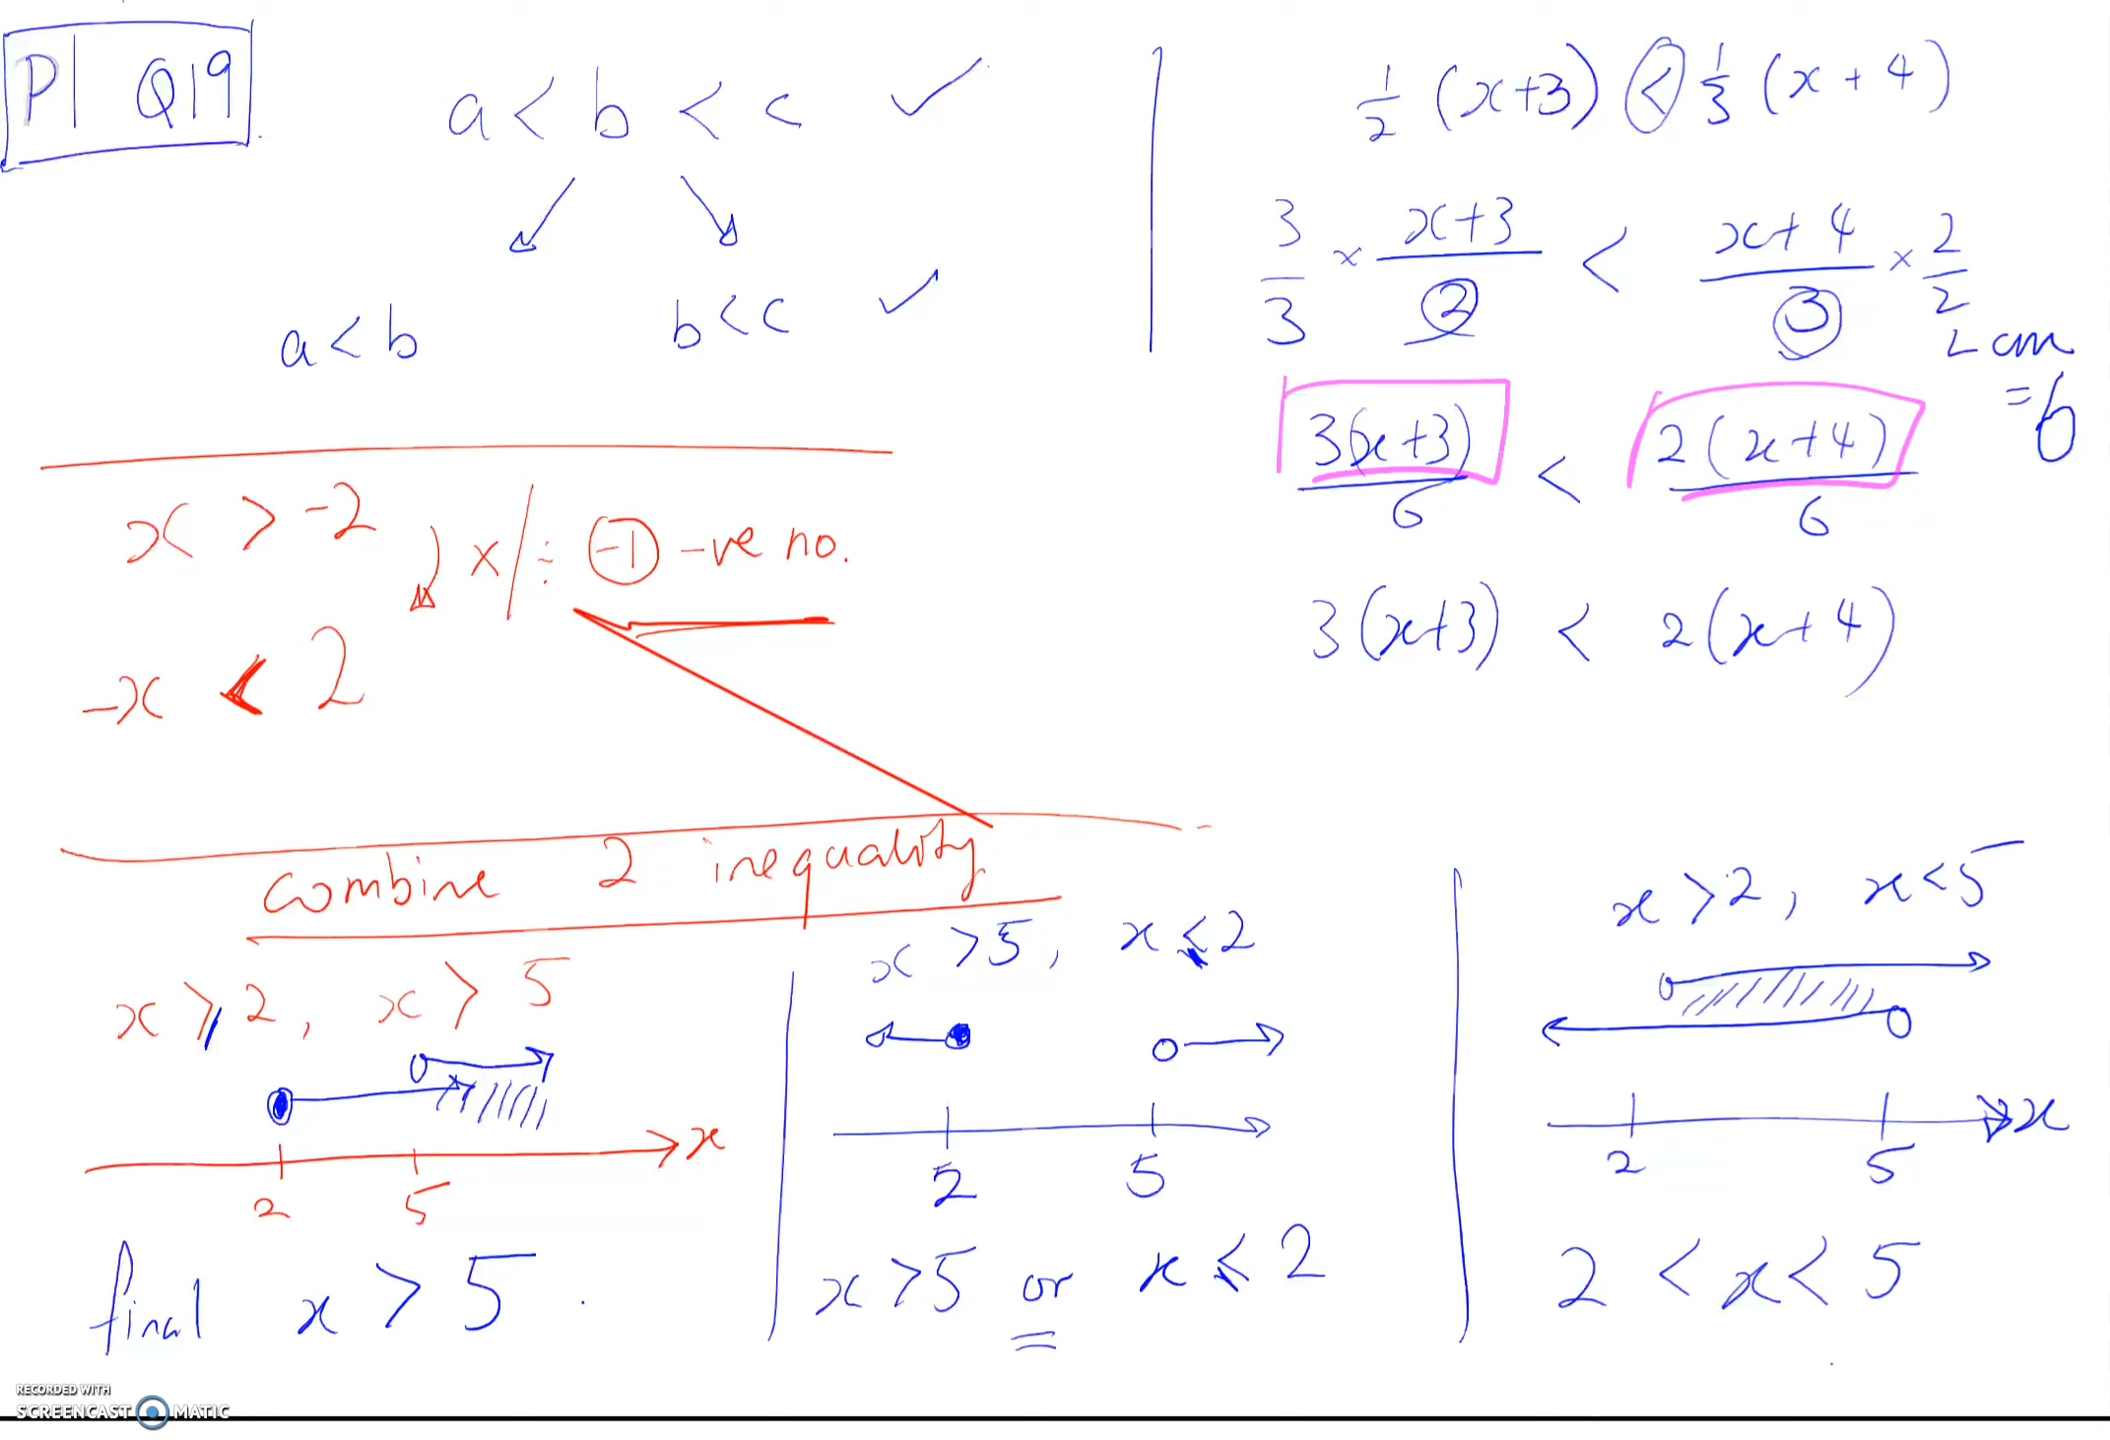 P1 Q19
a < b < c ✓
a < b
b < c ✓
x > -2
× / ÷ (-1) -ve no.
-x < 2
1/2 (x+3) < 1/3 (x+4)
3/3 × (x+3)/2 < (x+4)/3 × 2/2
LCM
= 6
3(x+3)/6 < 2(x+4)/6
3(x+3) < 2(x+4)
Combine 2 inequality
x ≥ 2, x > 5
x
2 5
final x > 5.
x > 5, x ≤ 2
2 5
x > 5 or x ≤ 2
x > 2, x < 5
x
2 5
2 < x < 5
RECORDED WITH
SCREENCAST MATIC